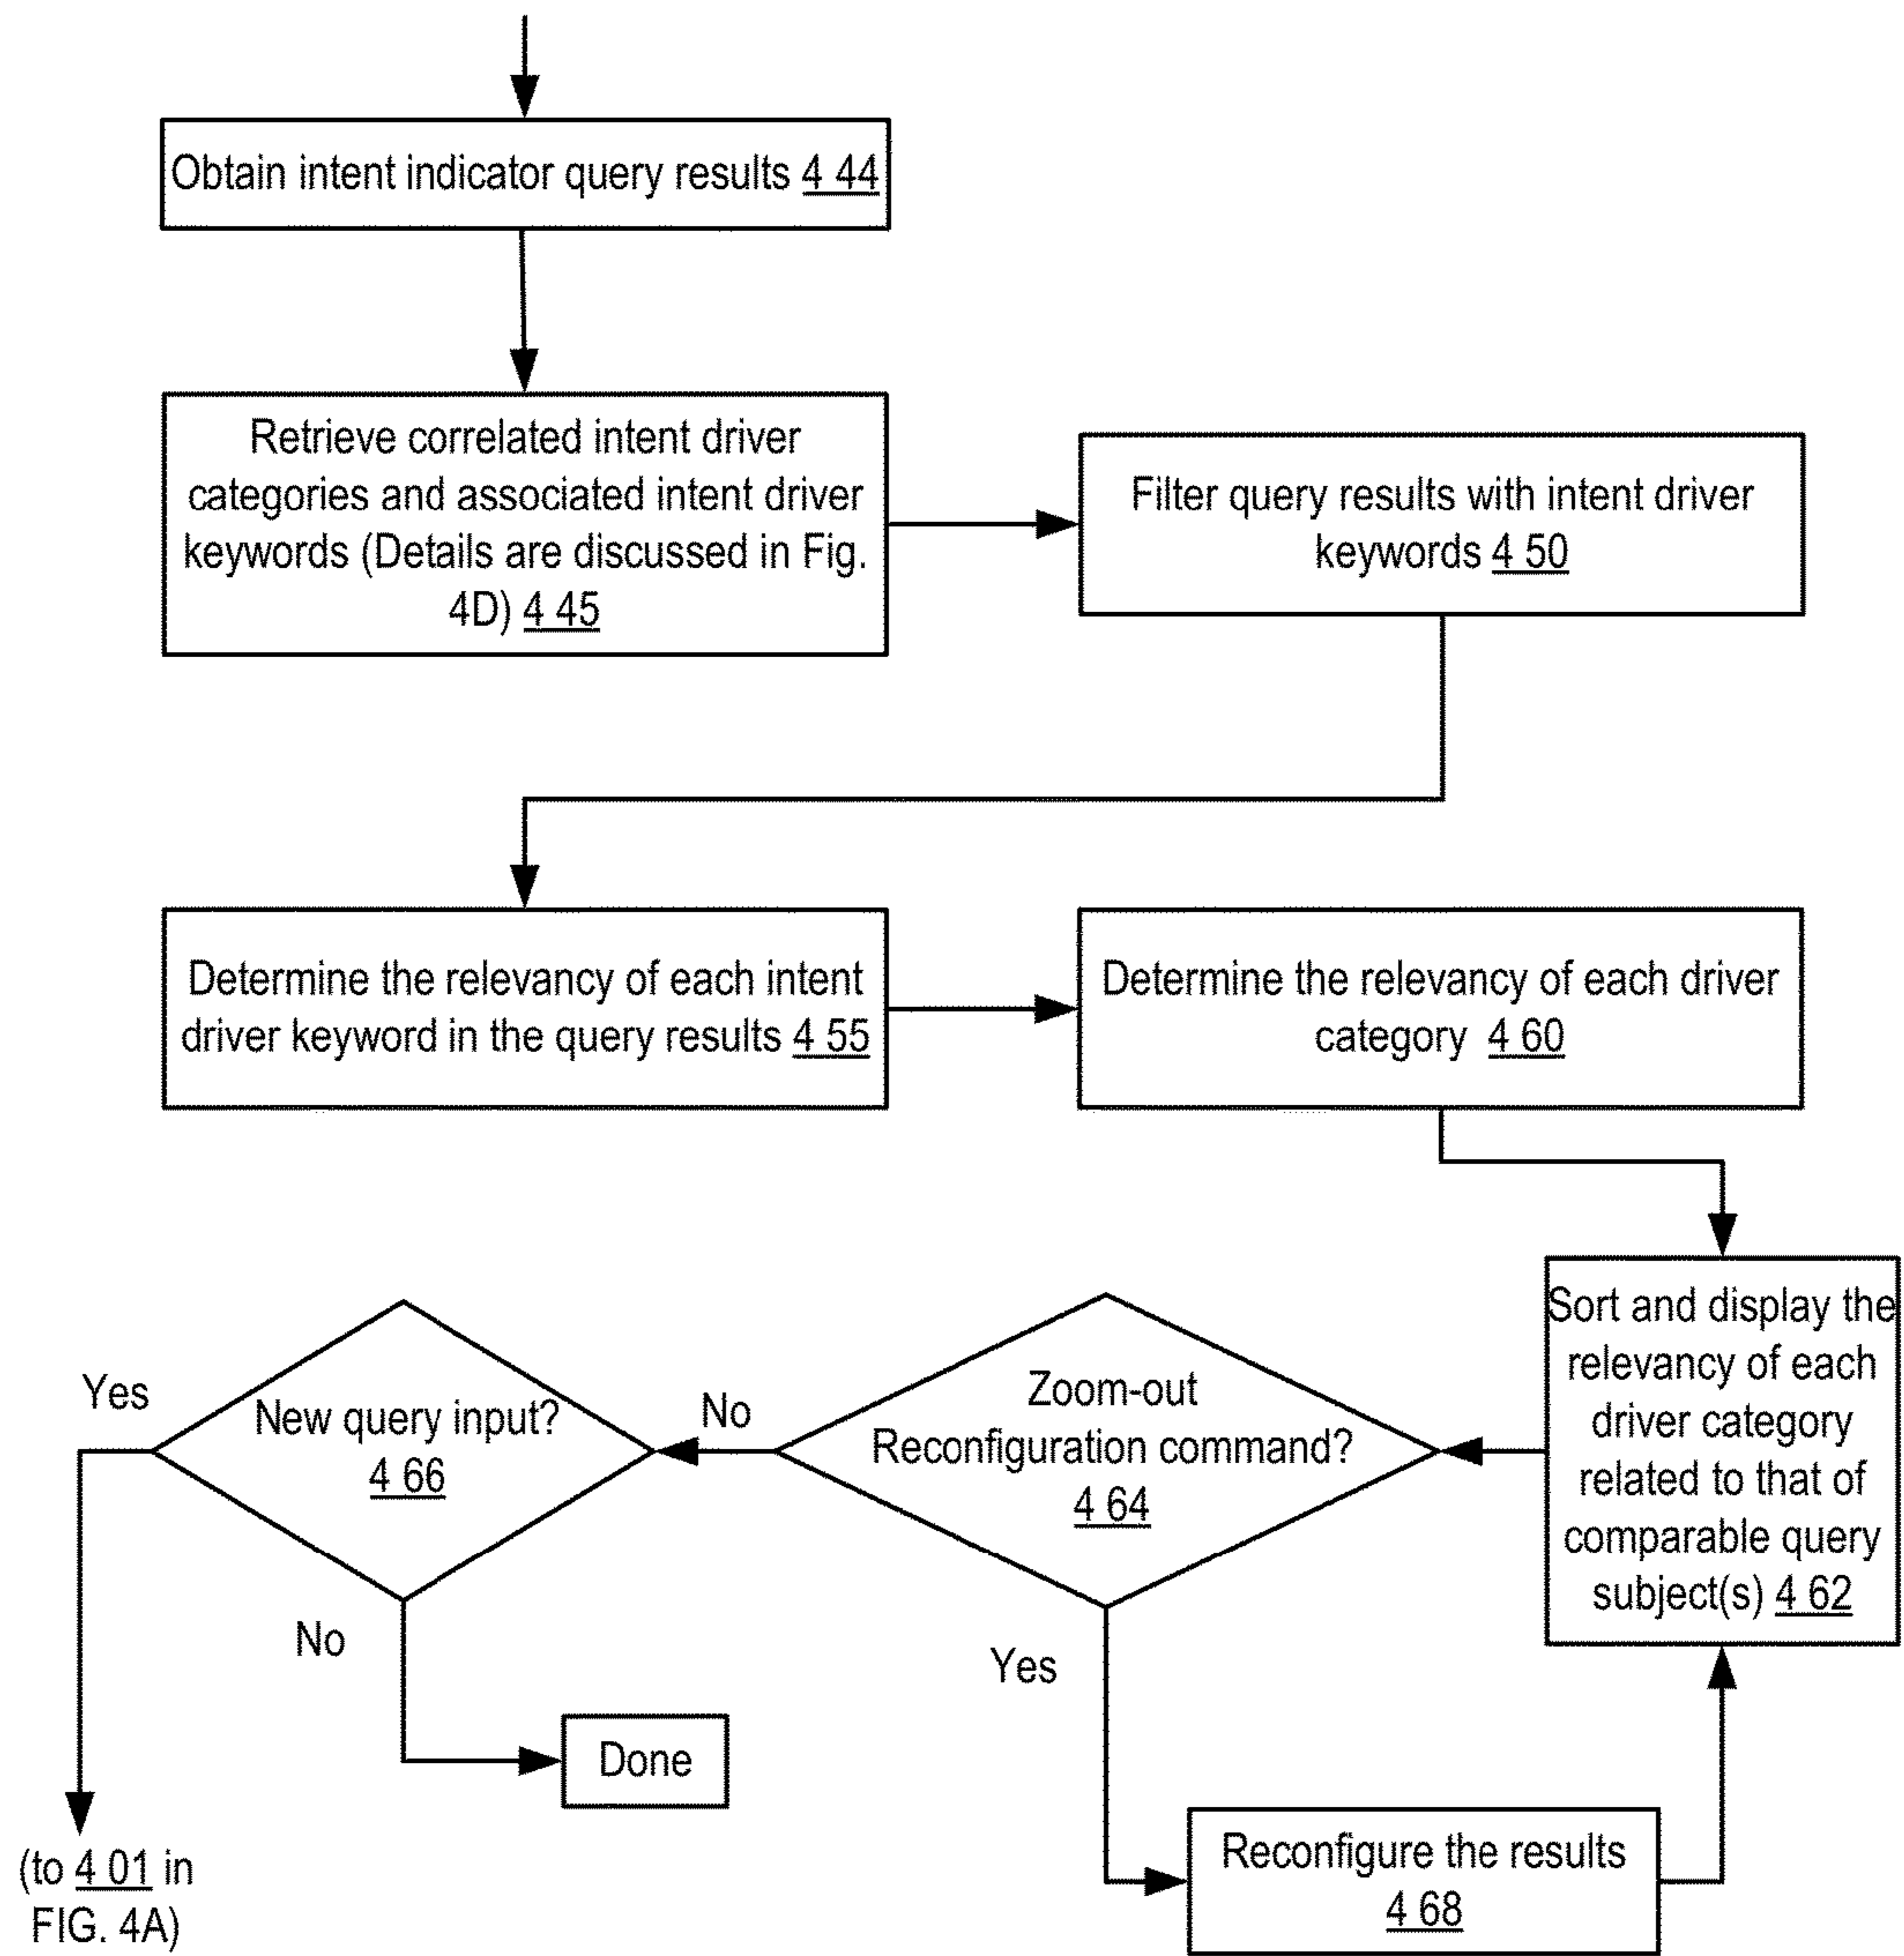 Obtain intent indicator query results 4 44
Retrieve correlated intent driver
categories and associated intent driver
keywords (Details are discussed in Fig.
4D) 4 45
Filter query results with intent driver
keywords 4 50
Determine the relevancy of each intent
driver keyword in the query results 4 55
Determine the relevancy of each driver
category 4 60
Sort and display the
relevancy of each
driver category
related to that of
comparable query
subject(s) 4 62
Zoom-out
Reconfiguration command?
4 64
No
Yes
New query input?
4 66
Yes
No
Done
Reconfigure the results
4 68
(to 4 01 in
FIG. 4A)